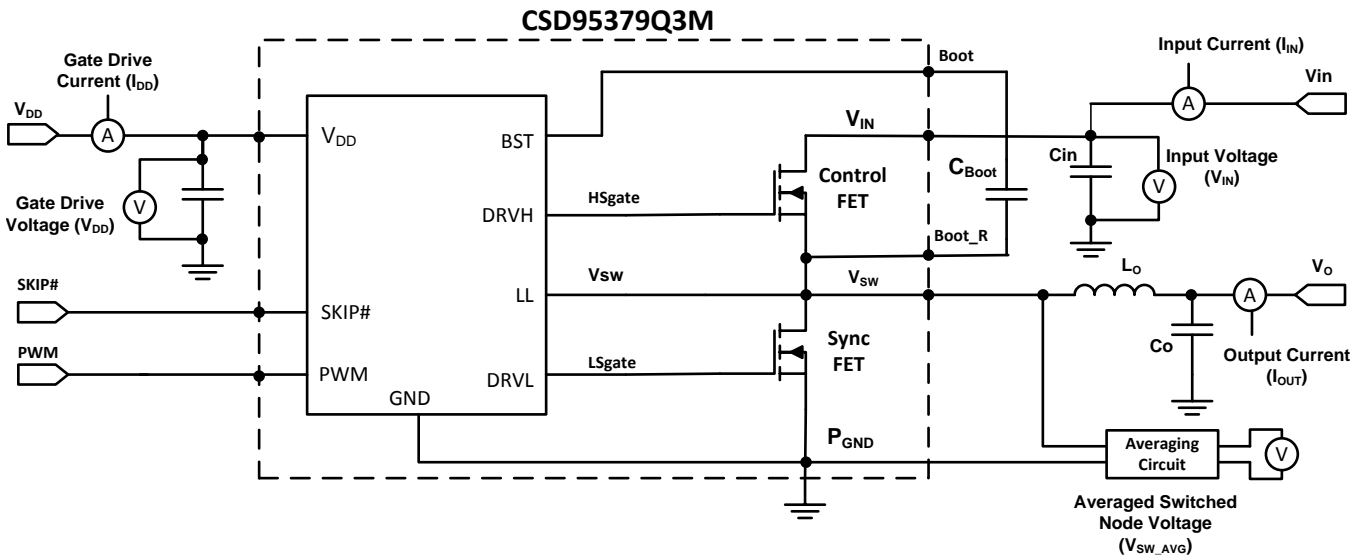 CSD95379Q3M
Gate Drive
Current (IDD)
VDD
A
V
Gate Drive
Voltage (VDD)
SKIP#
PWM
VDD
BST
DRVH
LL
SKIP#
PWM
DRVL
GND
HSgate
Vsw
LSgate
Control
FET
Sync
FET
VIN
VSW
PGND
Boot
CBoot
Boot_R
Input Current (IIN)
Vin
A
Cin
V
Input Voltage
(VIN)
LO
VO
A
Co
Output Current
(IOUT)
Averaging
Circuit
V
Averaged Switched
Node Voltage
(VSW_AVG)